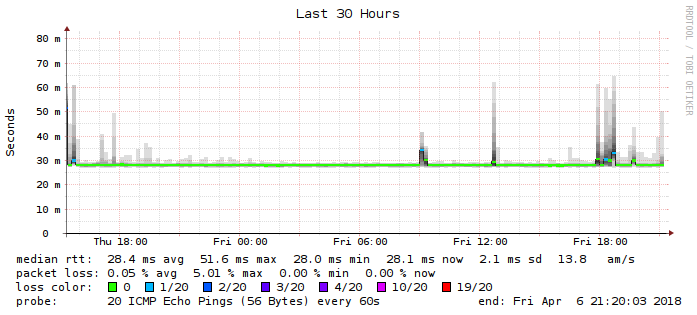 Last 30 Hours
RRDTOOL / TOBI OETIKER
Seconds
80 m
70 m
60 m
50 m
40 m
30 m
20 m
10 m
0
Thu 18:00 Fri 00:00 Fri 06:00 Fri 12:00 Fri 18:00
median rtt: 28.4 ms avg 51.6 ms max 28.0 ms min 28.1 ms now 2.1 ms sd 13.8 am/s
packet loss: 0.05 % avg 5.01 % max 0.00 % min 0.00 % now
loss color: 0 1/20 2/20 3/20 4/20 10/20 19/20
probe: 20 ICMP Echo Pings (56 Bytes) every 60s end: Fri Apr 6 21:20:03 2018